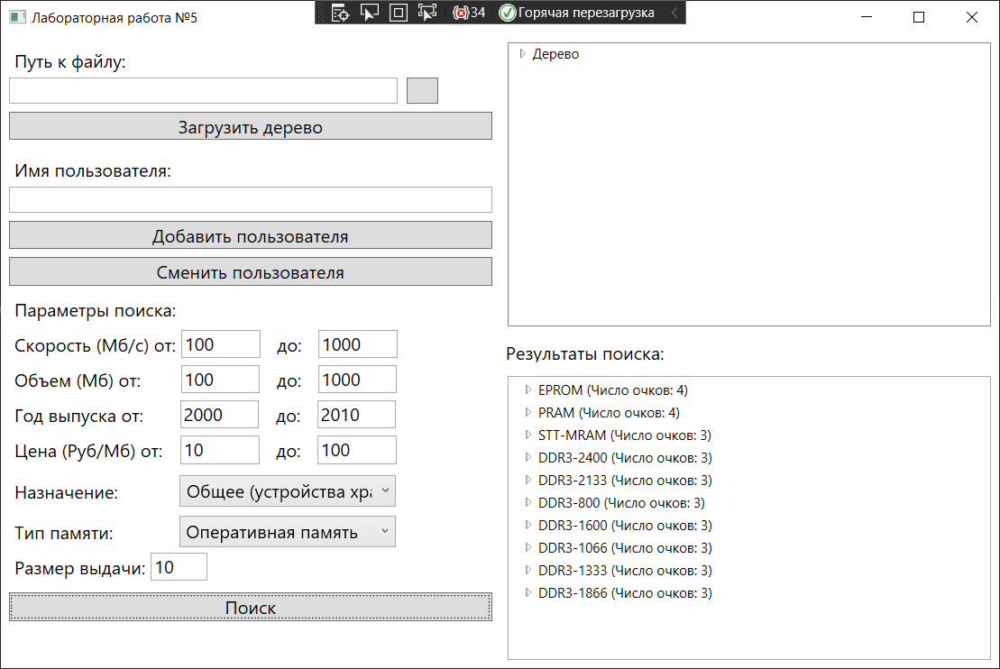 Лабораторная работа №5
34
Горячая перезагрузка
Путь к файлу:
Загрузить дерево
Имя пользователя:
Добавить пользователя
Сменить пользователя
Параметры поиска:
Скорость (Мб/с) от: 100 до: 1000
Объем (Мб) от: 100 до: 1000
Год выпуска от: 2000 до: 2010
Цена (Руб/Мб) от: 10 до: 100
Назначение: Общее (устройства хра
Тип памяти: Оперативная память
Размер выдачи: 10
Поиск
Дерево
Результаты поиска:
EPROM (Число очков: 4)
PRAM (Число очков: 4)
STT-MRAM (Число очков: 3)
DDR3-2400 (Число очков: 3)
DDR3-2133 (Число очков: 3)
DDR3-800 (Число очков: 3)
DDR3-1600 (Число очков: 3)
DDR3-1066 (Число очков: 3)
DDR3-1333 (Число очков: 3)
DDR3-1866 (Число очков: 3)